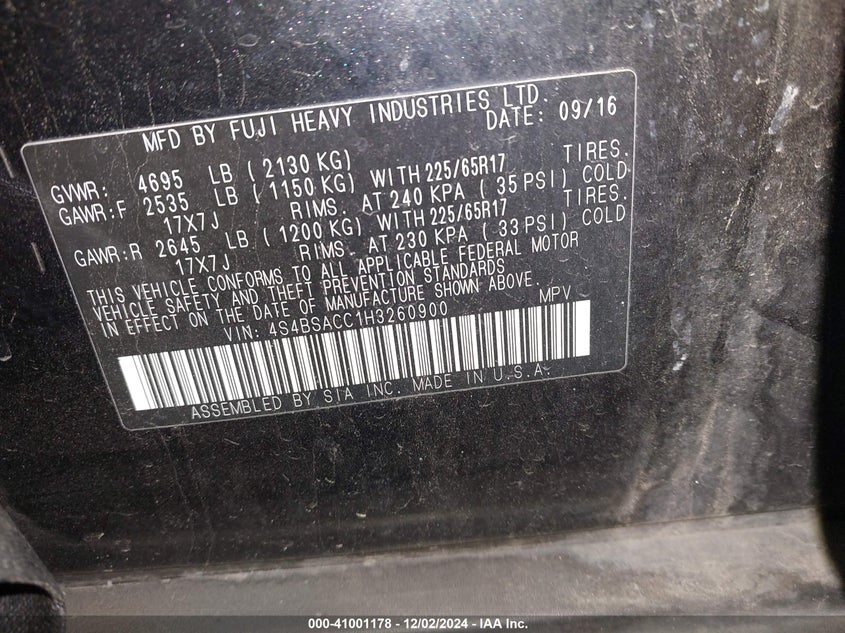 MFD BY FUJI HEAVY INDUSTRIES LTD.
DATE: 09/16
GVWR: 4695 LB (2130 KG)
GAWR:F 2535 LB (1150 KG) WITH 225/65R17 TIRES.
17X7J RIMS. AT 240 KPA (35 PSI) COLD
GAWR:R 2645 LB (1200 KG) WITH 225/65R17 TIRES.
17X7J RIMS. AT 230 KPA (33 PSI) COLD
THIS VEHICLE CONFORMS TO ALL APPLICABLE FEDERAL MOTOR
VEHICLE SAFETY AND THEFT PREVENTION STANDARDS
IN EFFECT ON THE DATE OF MANUFACTURE SHOWN ABOVE.
VIN: 4S4BSACC1H3260900 MPV
ASSEMBLED BY SIA INC. MADE IN U.S.A.
000-41001178 - 12/02/2024 - IAA Inc.